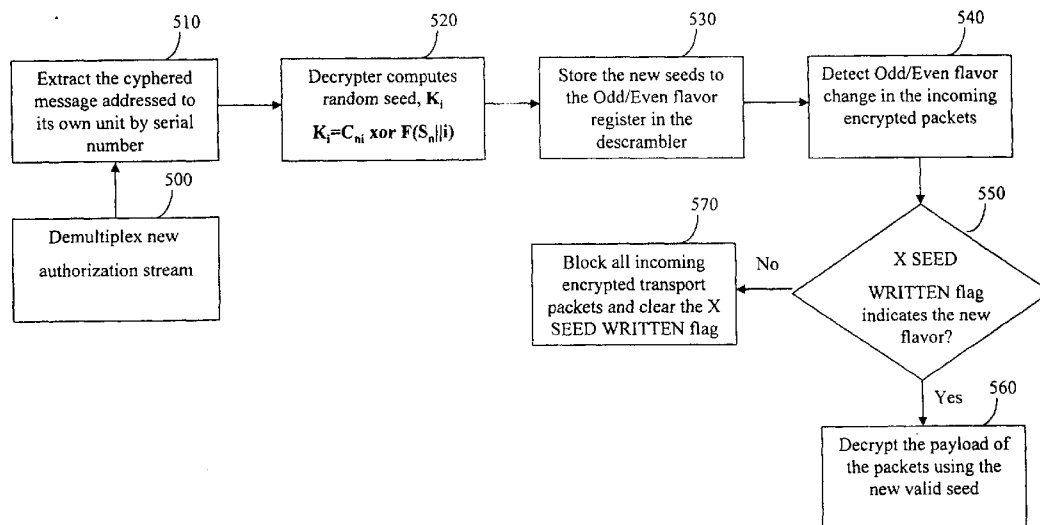 500
Demultiplex new
authorization stream
510
Extract the cyphered
message addressed to
its own unit by serial
number
520
Decrypter computes
random seed, Ki
Ki=Cni xor F(Sn||i)
530
Store the new seeds to
the Odd/Even flavor
register in the
descrambler
540
Detect Odd/Even flavor
change in the incoming
encrypted packets
550
X SEED
WRITTEN flag
indicates the new
flavor?
No
570
Block all incoming
encrypted transport
packets and clear the X
SEED WRITTEN flag
Yes
560
Decrypt the payload of
the packets using the
new valid seed